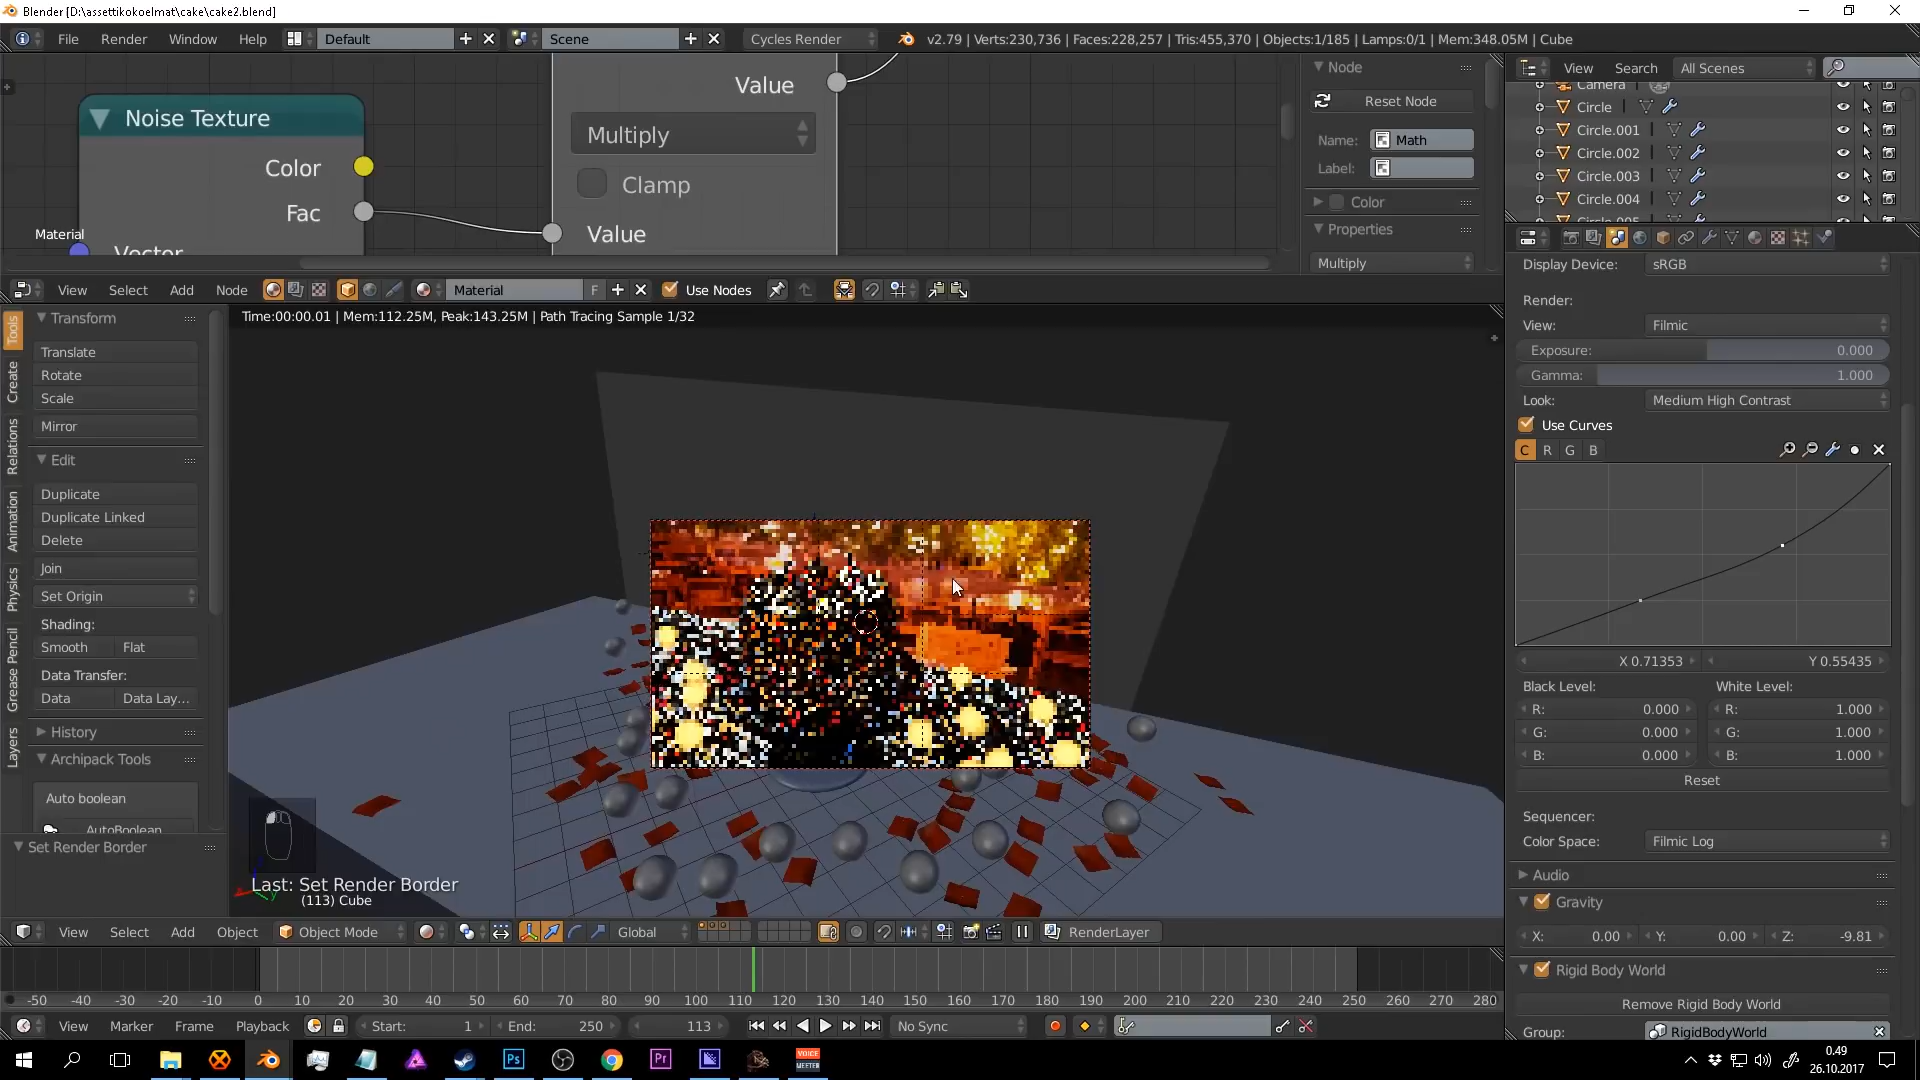 Blender [D:\assettikokoelmat\cake\cake2.blend]
File Render Window Help Default Scene Cycles Render v2.79 | Verts:230,736 | Faces:228,257 | Tris:455,370 | Objects:1/185 | Lamps:0/1 | Mem:348.05M | Cube
Noise Texture
Color
Fac
Material
Vector
Value
Multiply
Clamp
Value
Node
Reset Node
Name: Math
Label:
Color
Properties
Multiply
View Search All Scenes
Camera
Circle
Circle.001
Circle.002
Circle.003
Circle.004
Circle.005
View Select Add Node Material F Use Nodes
Tools
Create
Relations
Animation
Physics
Grease Pencil
Layers
Transform
Translate
Rotate
Scale
Mirror
Edit
Duplicate
Duplicate Linked
Delete
Join
Set Origin
Shading:
Smooth Flat
Data Transfer:
Data Data Lay...
History
Archipack Tools
Auto boolean
AutoBoolean
Set Render Border
Time:00:00.01 | Mem:112.25M, Peak:143.25M | Path Tracing Sample 1/32
Last: Set Render Border
(113) Cube
Display Device: sRGB
Render:
View: Filmic
Exposure: 0.000
Gamma: 1.000
Look: Medium High Contrast
Use Curves
C R G B
X 0.71353 Y 0.55435
Black Level: White Level:
R: 0.000 R: 1.000
G: 0.000 G: 1.000
B: 0.000 B: 1.000
Reset
Sequencer:
Color Space: Filmic Log
Audio
Gravity
X: 0.00 Y: 0.00 Z: -9.81
Rigid Body World
Remove Rigid Body World
Group: RigidBodyWorld
View Select Add Object Object Mode Global RenderLayer
-50 -40 -30 -20 -10 0 10 20 30 40 50 60 70 80 90 100 110 120 130 140 150 160 170 180 190 200 210 220 230 240 250 260 270 280
View Marker Frame Playback Start: 1 End: 250 113 No Sync
Ps Pr VOICE MEETER
0.49
26.10.2017